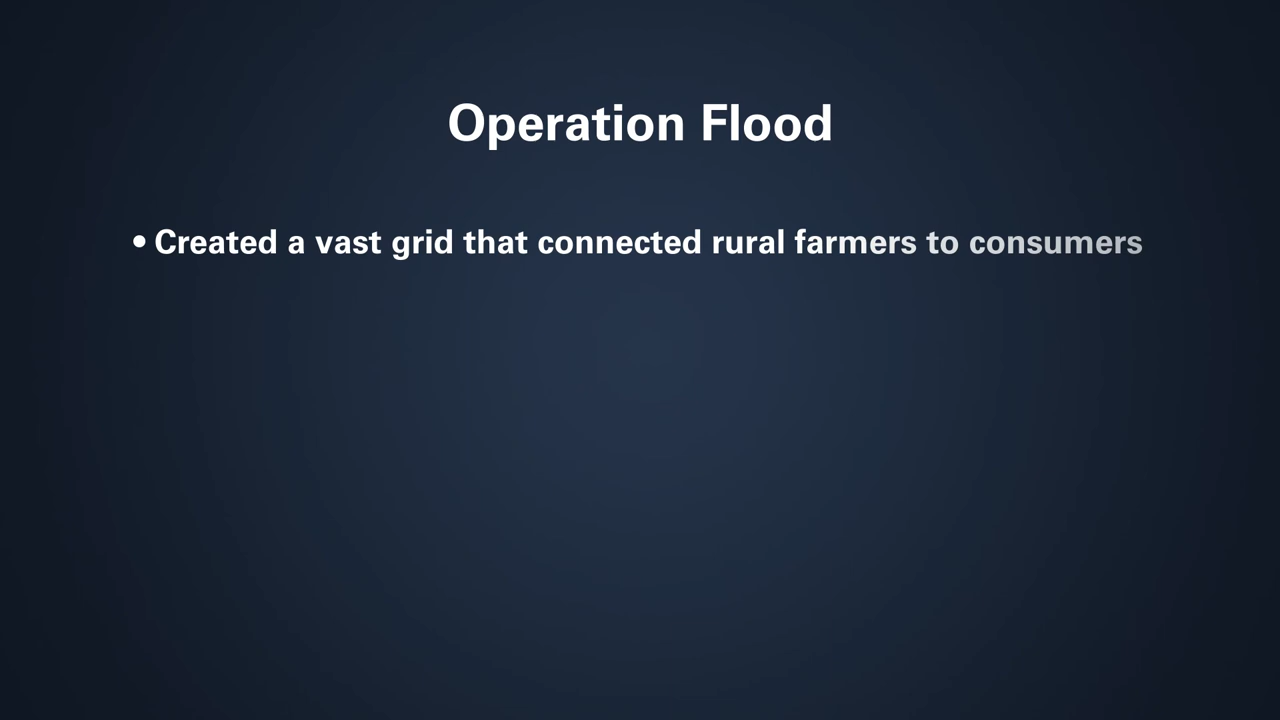 Operation Flood
• Created a vast grid that connected rural farmers to consumers